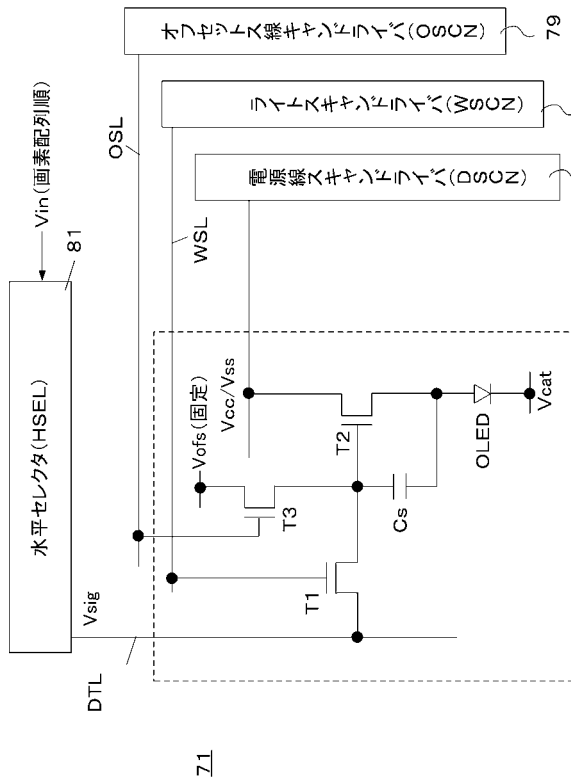 オフセットス線キャンドライバ(OSCN)
79
ライトスキャンドライバ(WSCN)
電源線スキャンドライバ(DSCN)
OSL
WSL
Vin(画素配列順)
81
水平セレクタ(HSEL)
Vofs(固定)
Vcc/Vss
T2
T3
T1
Cs
OLED
Vcat
Vsig
DTL
71